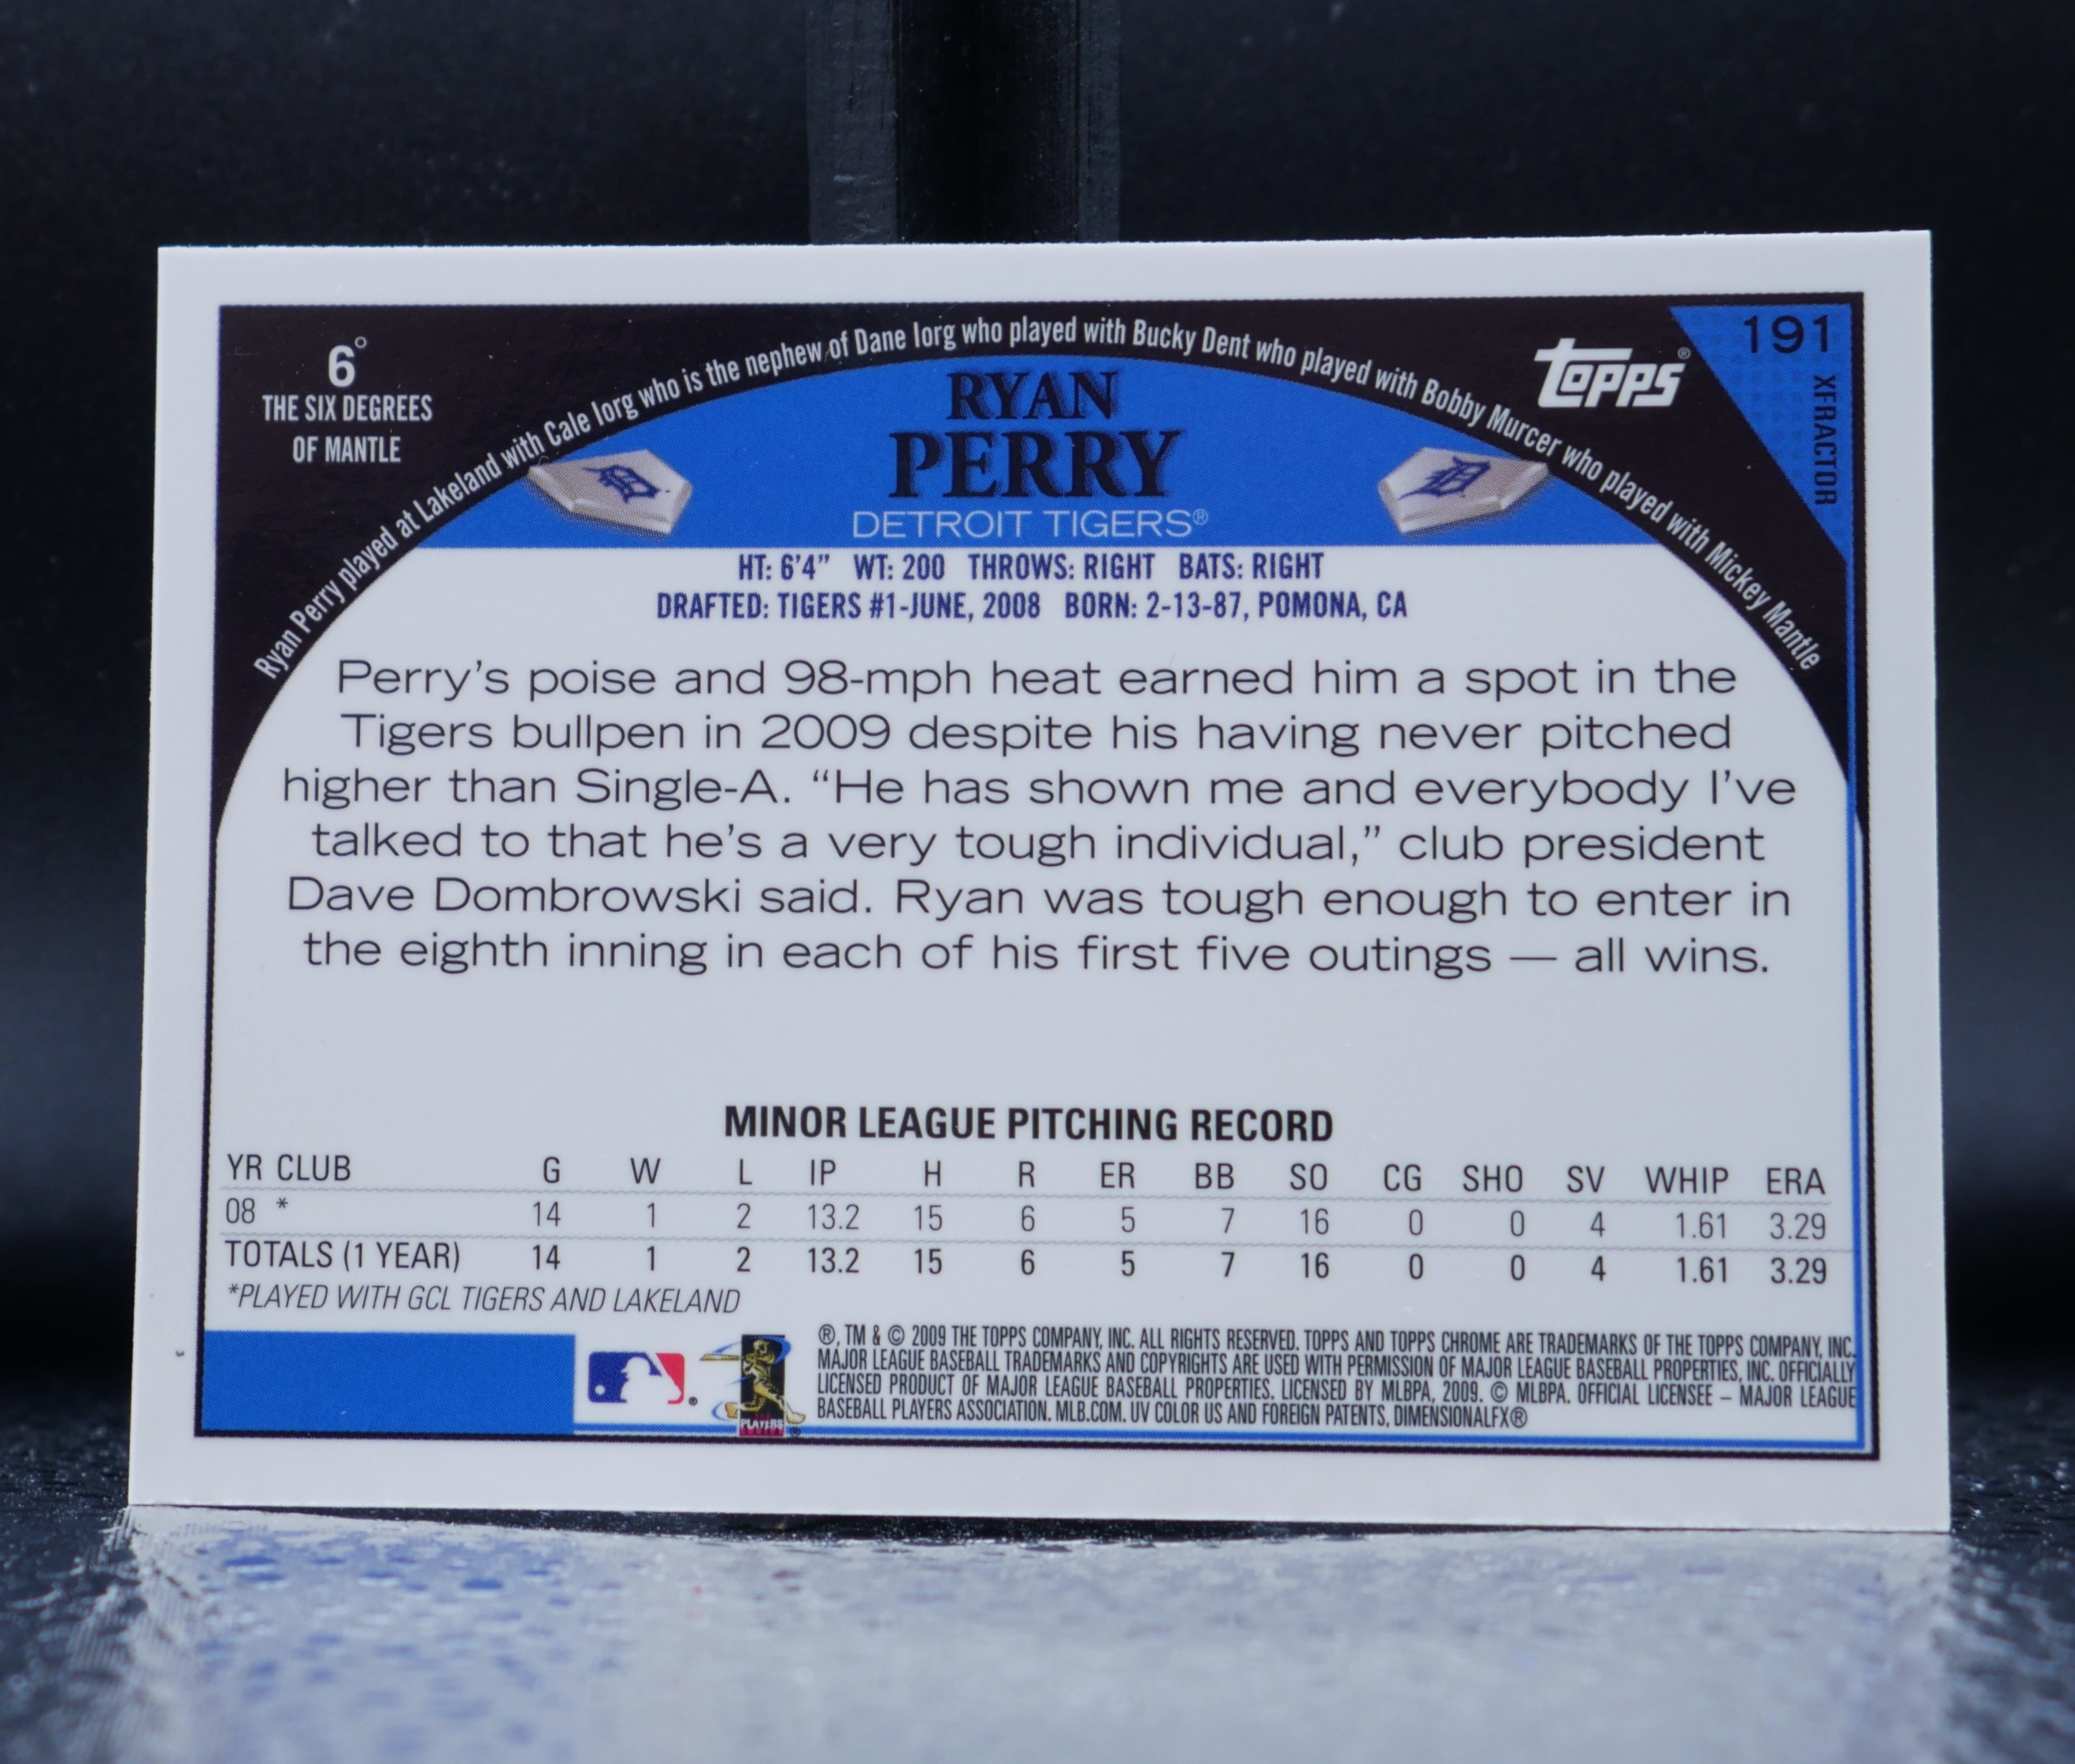 6°
THE SIX DEGREES
OF MANTLE
Ryan Perry played at Lakeland with Cale Iorg who is the nephew of Dane Iorg who played with Bucky Dent who played with Bobby Murcer who played with Mickey Mantle
topps®
191
XFRACTOR
RYAN
PERRY
DETROIT TIGERS®
HT: 6'4" WT: 200 THROWS: RIGHT BATS: RIGHT
DRAFTED: TIGERS #1-JUNE, 2008 BORN: 2-13-87, POMONA, CA
Perry's poise and 98-mph heat earned him a spot in the
Tigers bullpen in 2009 despite his having never pitched
higher than Single-A. “He has shown me and everybody I've
talked to that he's a very tough individual,” club president
Dave Dombrowski said. Ryan was tough enough to enter in
the eighth inning in each of his first five outings — all wins.
MINOR LEAGUE PITCHING RECORD
YR CLUB G W L IP H R ER BB SO CG SHO SV WHIP ERA
08 * 14 1 2 13.2 15 6 5 7 16 0 0 4 1.61 3.29
TOTALS (1 YEAR) 14 1 2 13.2 15 6 5 7 16 0 0 4 1.61 3.29
*PLAYED WITH GCL TIGERS AND LAKELAND
®, TM & © 2009 THE TOPPS COMPANY, INC. ALL RIGHTS RESERVED. TOPPS AND TOPPS CHROME ARE TRADEMARKS OF THE TOPPS COMPANY, INC.
MAJOR LEAGUE BASEBALL TRADEMARKS AND COPYRIGHTS ARE USED WITH PERMISSION OF MAJOR LEAGUE BASEBALL PROPERTIES, INC. OFFICIALLY
LICENSED PRODUCT OF MAJOR LEAGUE BASEBALL PROPERTIES. LICENSED BY MLBPA, 2009. © MLBPA. OFFICIAL LICENSEE – MAJOR LEAGUE
BASEBALL PLAYERS ASSOCIATION. MLB.COM. UV COLOR US AND FOREIGN PATENTS, DIMENSIONALFX®
PLAYERS